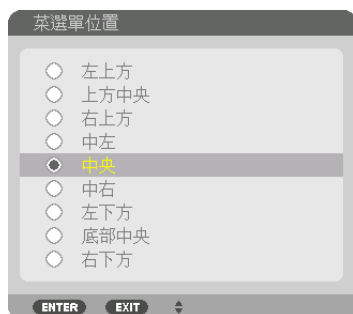 菜選單位置
左上方
上方中央
右上方
中左
中央
中右
左下方
底部中央
右下方
ENTER EXIT